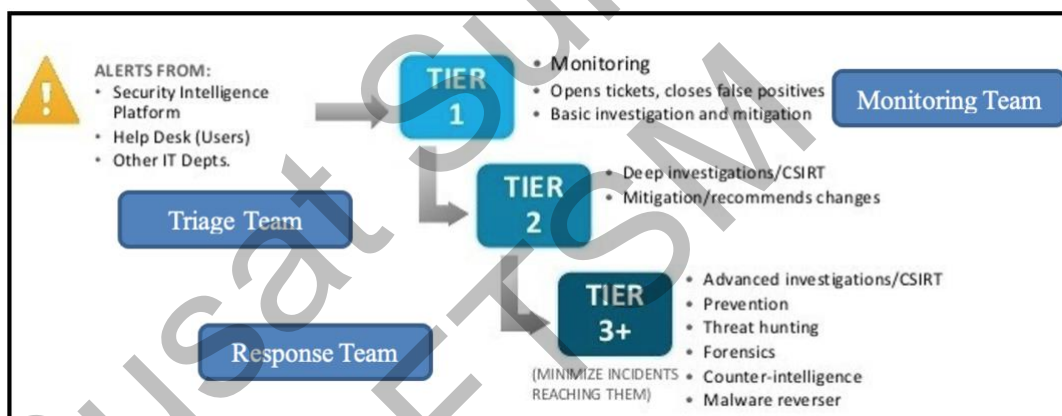 ALERTS FROM:
• Security Intelligence
Platform
• Help Desk (Users)
• Other IT Depts.
TIER
1
• Monitoring
• Opens tickets, closes false positives
• Basic investigation and mitigation
Monitoring Team
Triage Team
TIER
2
• Deep investigations/CSIRT
• Mitigation/recommends changes
Response Team
TIER
3+
(MINIMIZE INCIDENTS
REACHING THEM)
• Advanced investigations/CSIRT
• Prevention
• Threat hunting
• Forensics
• Counter-intelligence
• Malware reverser
ETSM